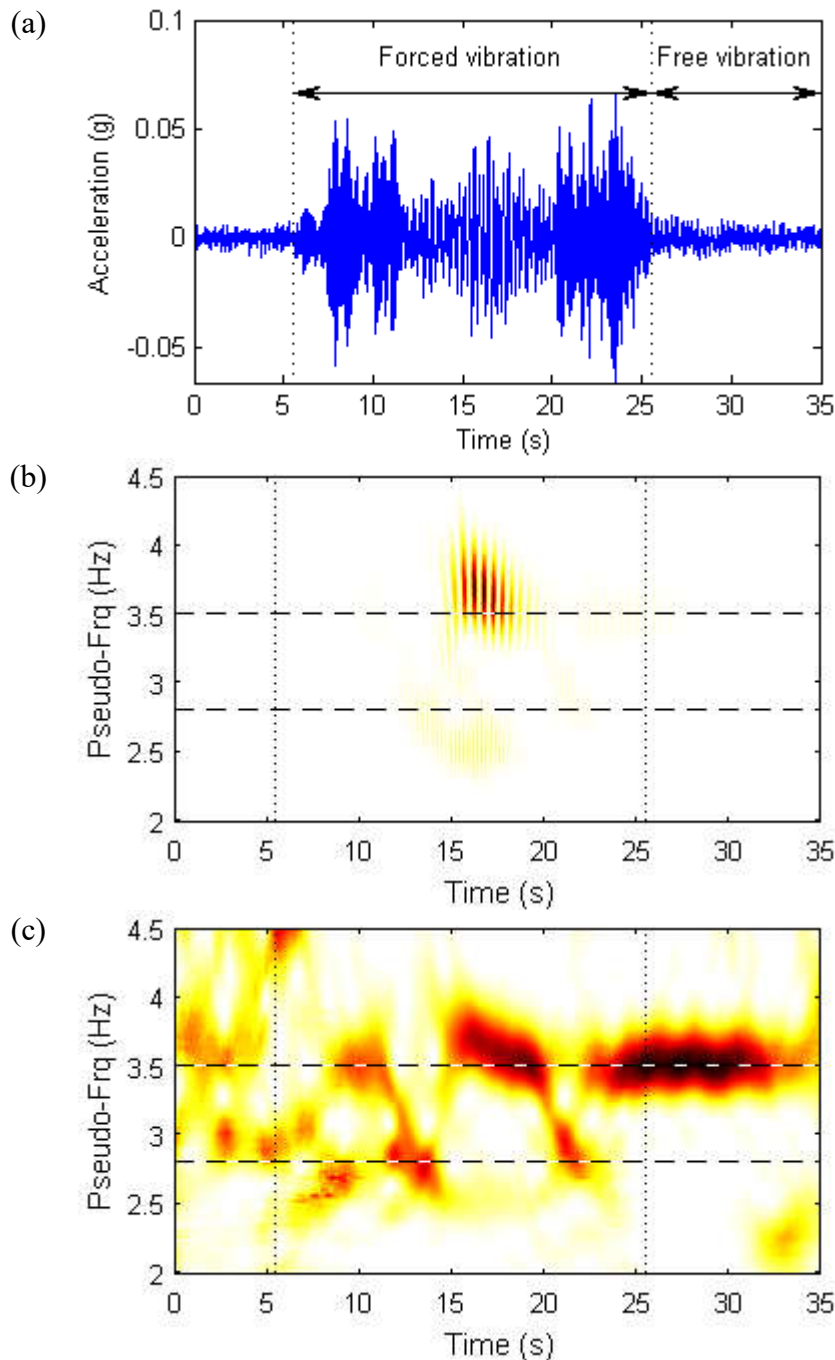 (a)
0.1
Forced vibration Free vibration
0.05
0
-0.05
Acceleration (g)
0 5 10 15 20 25 30 35
Time (s)
(b)
4.5
4
3.5
3
2.5
2
Pseudo-Frq (Hz)
0 5 10 15 20 25 30 35
Time (s)
(c)
4.5
4
3.5
3
2.5
2
Pseudo-Frq (Hz)
0 5 10 15 20 25 30 35
Time (s)